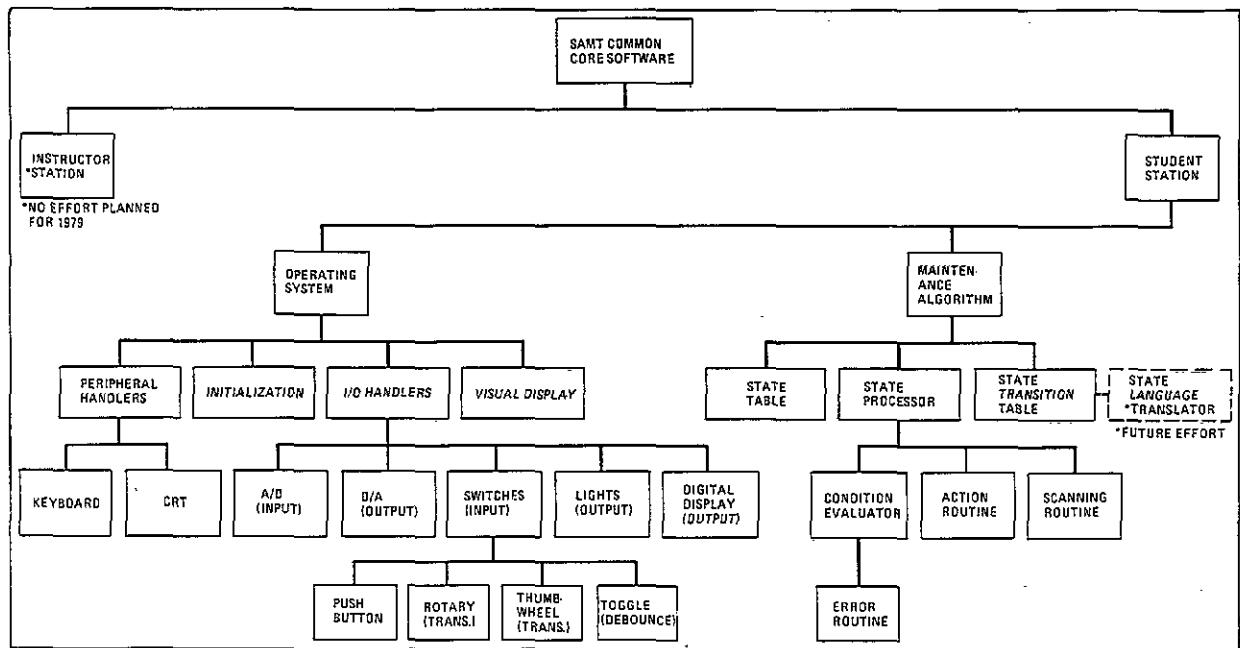 SAMT COMMON
CORE SOFTWARE
INSTRUCTOR
*STATION
*NO EFFORT PLANNED
FOR 1979
STUDENT
STATION
OPERATING
SYSTEM
MAINTEN-
ANCE
ALGORITHM
PERIPHERAL
HANDLERS
INITIALIZATION
I/O HANDLERS
VISUAL DISPLAY
STATE
TABLE
STATE
PROCESSOR
STATE
TRANSITION
TABLE
STATE
LANGUAGE
*TRANSLATOR
*FUTURE EFFORT
KEYBOARD
CRT
A/D
(INPUT)
D/A
(OUTPUT)
SWITCHES
(INPUT)
LIGHTS
(OUTPUT)
DIGITAL
DISPLAY
(OUTPUT)
CONDITION
EVALUATOR
ACTION
ROUTINE
SCANNING
ROUTINE
PUSH
BUTTON
ROTARY
(TRANS.)
THUMB-
WHEEL
(TRANS.)
TOGGLE
(DEBOUNCE)
ERROR
ROUTINE